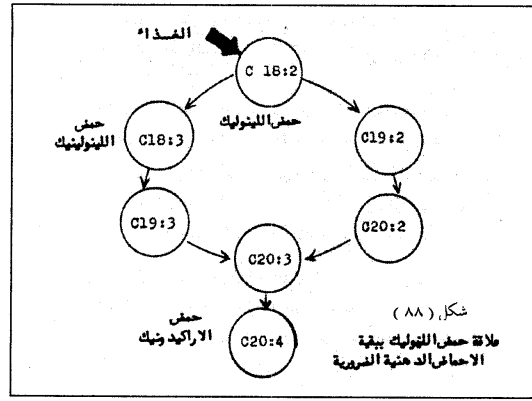 الغذاء
C 18:2
حمض اللينوليك
حمض
اللينولينيك
C18:3
C19:2
C19:3
C20:2
C20:3
حمض
الاراكيدونيك
C20:4
شكل (٨٨)
علاقة حمض اللينوليك ببقية
الاحماض الدهنية الضرورية